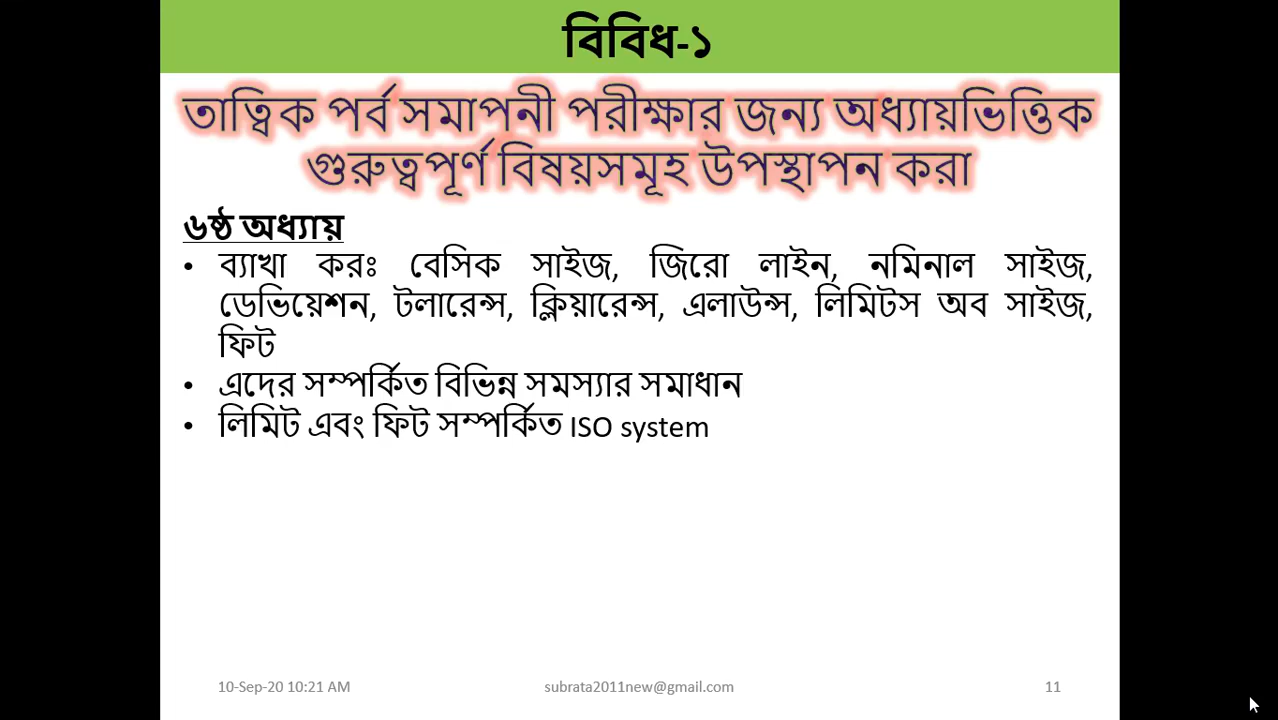 বিবিধ-১
তাত্বিক পর্ব সমাপনী পরীক্ষার জন্য অধ্যায়ভিত্তিক
গুরুত্বপূর্ণ বিষয়সমূহ উপস্থাপন করা
৬ষ্ঠ অধ্যায়
• ব্যাখা করঃ বেসিক সাইজ, জিরো লাইন, নমিনাল সাইজ,
ডেভিয়েশন, টলারেন্স, ক্লিয়ারেন্স, এলাউন্স, লিমিটস অব সাইজ,
ফিট
• এদের সম্পর্কিত বিভিন্ন সমস্যার সমাধান
• লিমিট এবং ফিট সম্পর্কিত ISO system
10-Sep-20 10:21 AM subrata2011new@gmail.com 11